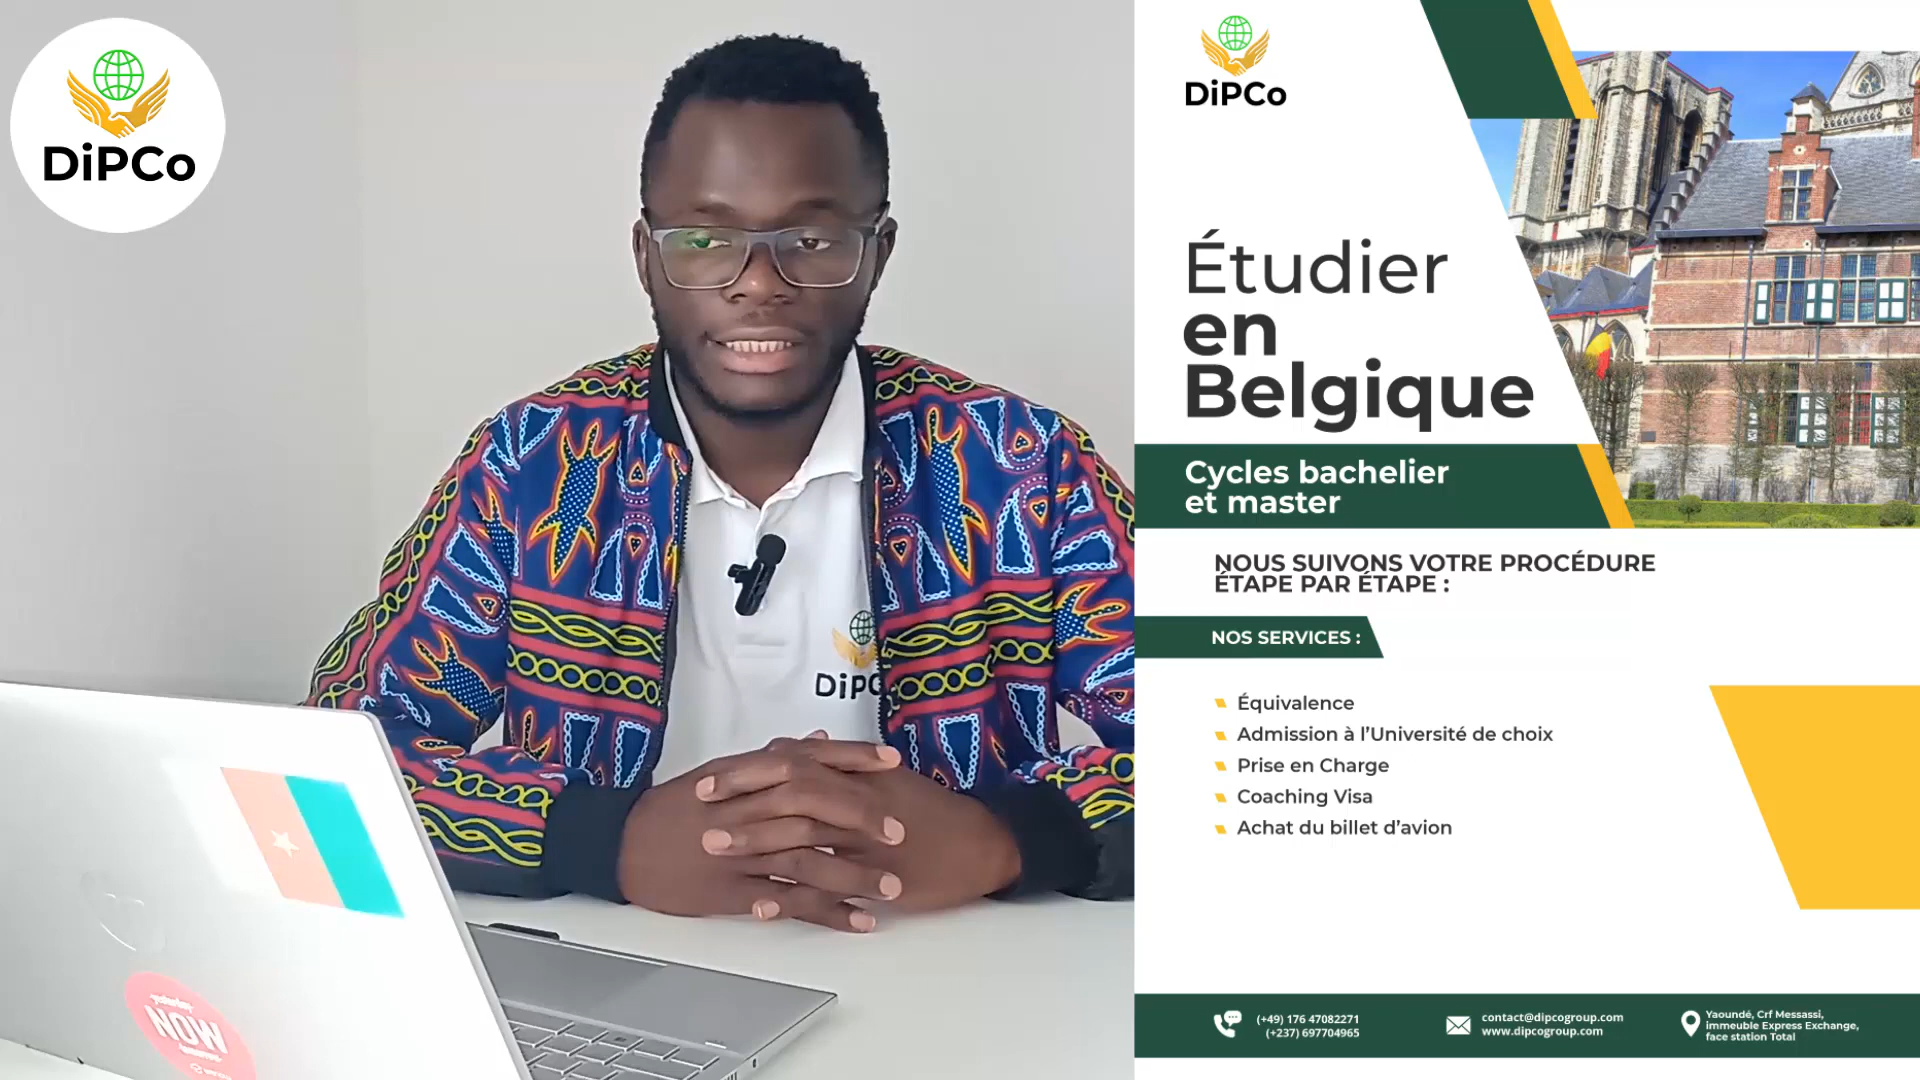 DiPCo
DiPC
NOW
DiPCo
Étudier
en
Belgique
Cycles bachelier
et master
NOUS SUIVONS VOTRE PROCÉDURE
ÉTAPE PAR ÉTAPE :
NOS SERVICES :
Équivalence
Admission à l'Université de choix
Prise en Charge
Coaching Visa
Achat du billet d'avion
(+49) 176 47082271
(+237) 697704965
contact@dipcogroup.com
www.dipcogroup.com
Yaoundé, Crf Messassi,
immeuble Express Exchange,
face station Total